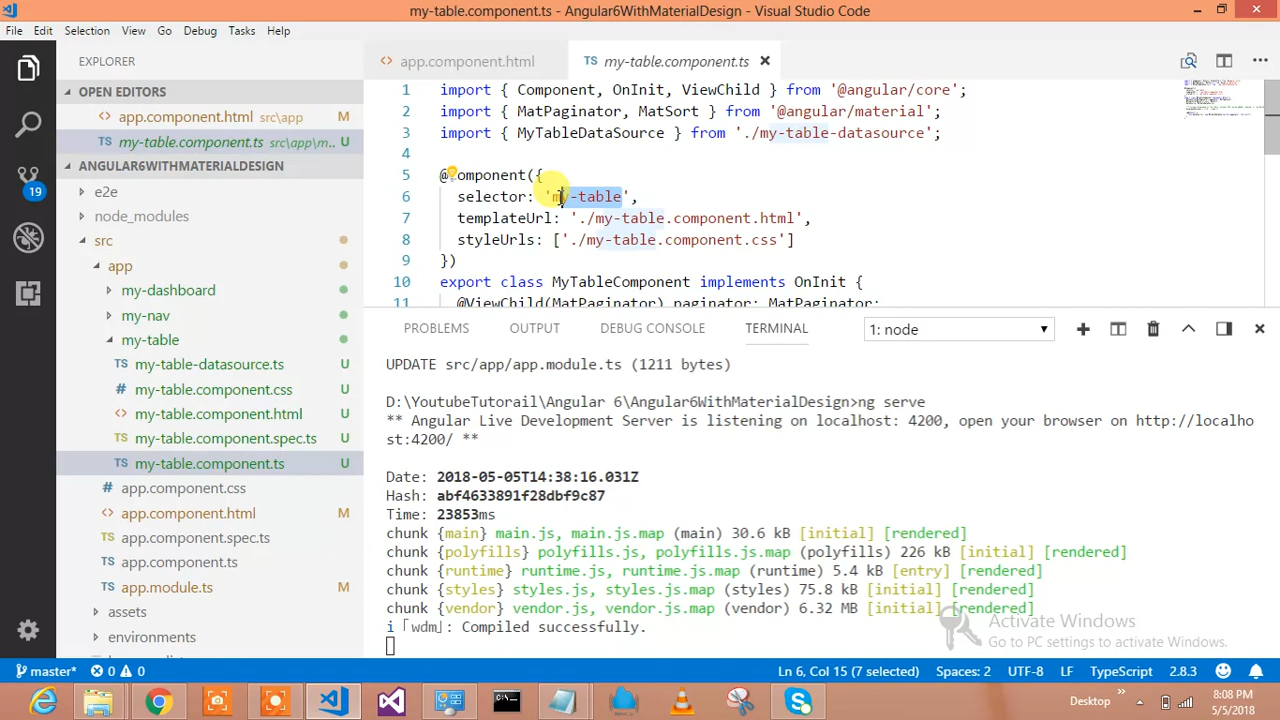 my-table.component.ts - Angular6WithMaterialDesign - Visual Studio Code
File Edit Selection View Go Debug Tasks Help
EXPLORER
OPEN EDITORS
app.component.html src\app M
my-table.component.ts src\app\m... U
ANGULAR6WITHMATERIALDESIGN
e2e
node_modules
src
app
my-dashboard
my-nav
my-table
TS my-table-datasource.ts U
# my-table.component.css U
<> my-table.component.html U
TS my-table.component.spec.ts U
TS my-table.component.ts U
# app.component.css
<> app.component.html M
TS app.component.spec.ts
TS app.component.ts
TS app.module.ts M
assets
environments
19
<> app.component.html
TS my-table.component.ts
1 import { Component, OnInit, ViewChild } from '@angular/core';
2 import { MatPaginator, MatSort } from '@angular/material';
3 import { MyTableDataSource } from './my-table-datasource';
4
5 @Component({
6 selector: 'my-table',
7 templateUrl: './my-table.component.html',
8 styleUrls: ['./my-table.component.css']
9 })
10 export class MyTableComponent implements OnInit {
11 @ViewChild(MatPaginator) paginator: MatPaginator;
PROBLEMS OUTPUT DEBUG CONSOLE TERMINAL 1: node
UPDATE src/app/app.module.ts (1211 bytes)
D:\YoutubeTutorail\Angular 6\Angular6WithMaterialDesign>ng serve
** Angular Live Development Server is listening on localhost: 4200, open your browser on http://localho
st:4200/ **
Date: 2018-05-05T14:38:16.031Z
Hash: abf4633891f28dbf9c87
Time: 23853ms
chunk {main} main.js, main.js.map (main) 30.6 kB [initial] [rendered]
chunk {polyfills} polyfills.js, polyfills.js.map (polyfills) 226 kB [initial] [rendered]
chunk {runtime} runtime.js, runtime.js.map (runtime) 5.4 kB [entry] [rendered]
chunk {styles} styles.js, styles.js.map (styles) 75.8 kB [initial] [rendered]
chunk {vendor} vendor.js, vendor.js.map (vendor) 6.32 MB [initial] [rendered]
i ｢wdm｣: Compiled successfully.
Activate Windows
Go to PC settings to activate Windows.
master* 0 0 Ln 6, Col 15 (7 selected) Spaces: 2 UTF-8 LF TypeScript 2.8.3
Desktop
8:08 PM
5/5/2018